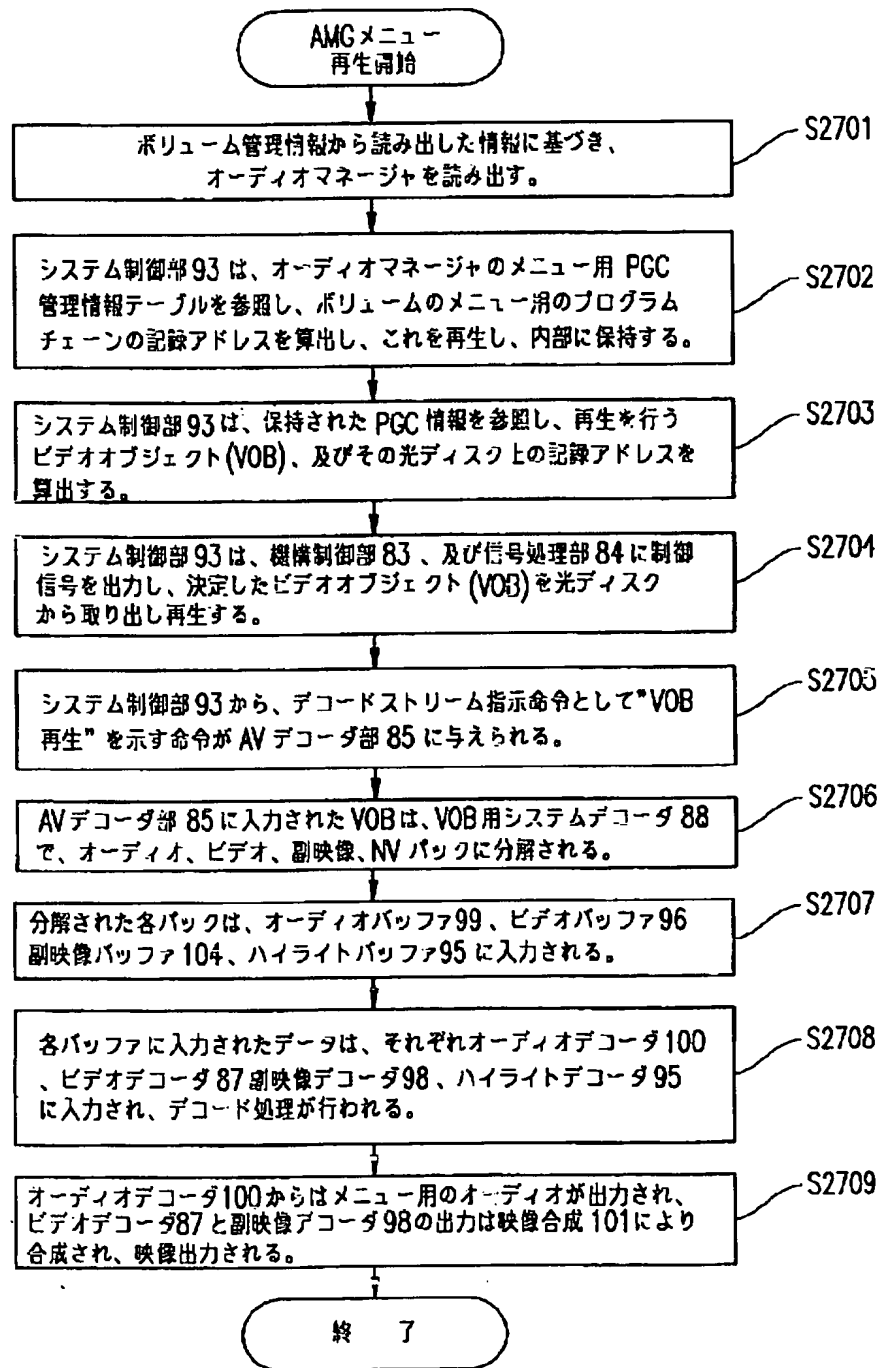 AMGメニュー
再生開始
ボリューム管理情報から読み出した情報に基づき、
オーディオマネージャを読み出す。
S2701
システム制御部93は、オーディオマネージャのメニュー用 PGC
管理情報テーブルを参照し、ボリュームのメニュー用のプログラム
チェーンの記録アドレスを算出し、これを再生し、内部に保持する。
S2702
システム制御部93は、保持された PGC 情報を参照し、再生を行う
ビデオオブジェクト(VOB)、及びその光ディスク上の記録アドレスを
算出する。
S2703
システム制御部93は、機構制御部83、及び信号処理部84に制御
信号を出力し、決定したビデオオブジェクト(VOB)を光ディスク
から取り出し再生する。
S2704
システム制御部93から、デコードストリーム指示命令として"VOB
再生"を示す命令が AVデコーダ部85に与えられる。
S2705
AVデコーダ部85に入力されたVOBは、VOB用システムデコーダ88
で、オーディオ、ビデオ、副映像、NVパックに分解される。
S2706
分解された各パックは、オーディオバッファ99、ビデオバッファ96
副映像バッファ104、ハイライトバッファ95に入力される。
S2707
各バッファに入力されたデータは、それぞれオーディオデコーダ100
、ビデオデコーダ87副映像デコーダ98、ハイライトデコーダ95
に入力され、デコード処理が行われる。
S2708
オーディオデコーダ100からはメニュー用のオーディオが出力され、
ビデオデコーダ87と副映像デコーダ98の出力は映像合成101により
合成され、映像出力される。
S2709
終 了